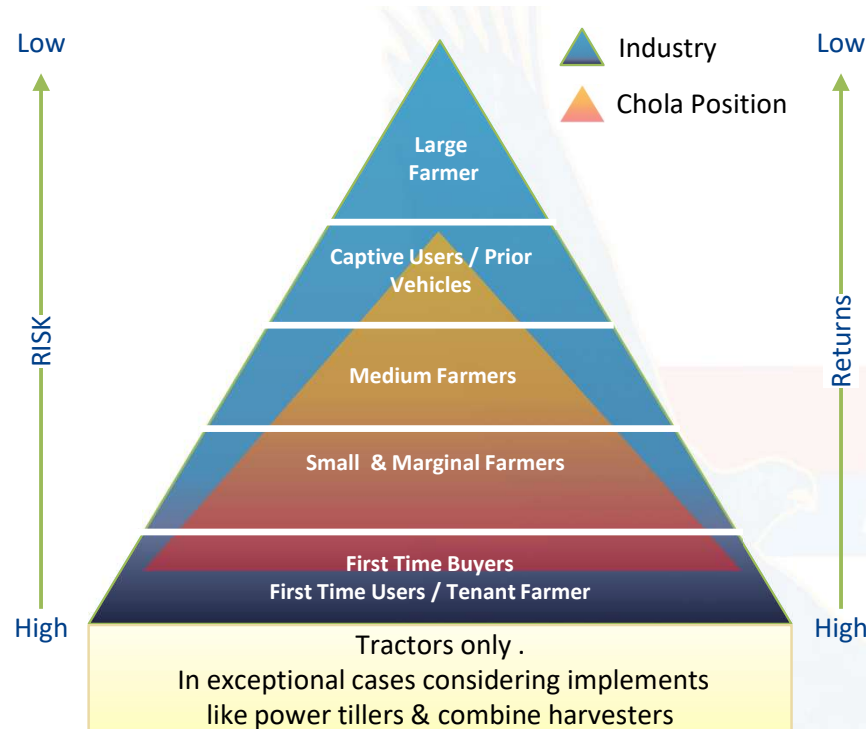 Low
Low
Industry
Chola Position
Large
Farmer
Captive Users / Prior
Vehicles
RISK
Returns
Medium Farmers
Small & Marginal Farmers
First Time Buyers
First Time Users / Tenant Farmer
High
High
Tractors only .
In exceptional cases considering implements
like power tillers & combine harvesters